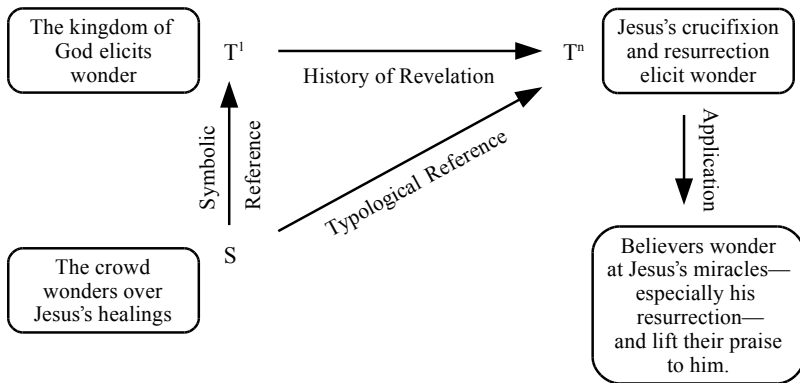 The kingdom of
God elicits
wonder
T¹
History of Revelation
Tⁿ
Jesus's crucifixion
and resurrection
elicit wonder
Symbolic
Reference
Typological Reference
Application
S
The crowd
wonders over
Jesus's healings
Believers wonder
at Jesus's miracles—
especially his
resurrection—
and lift their praise
to him.